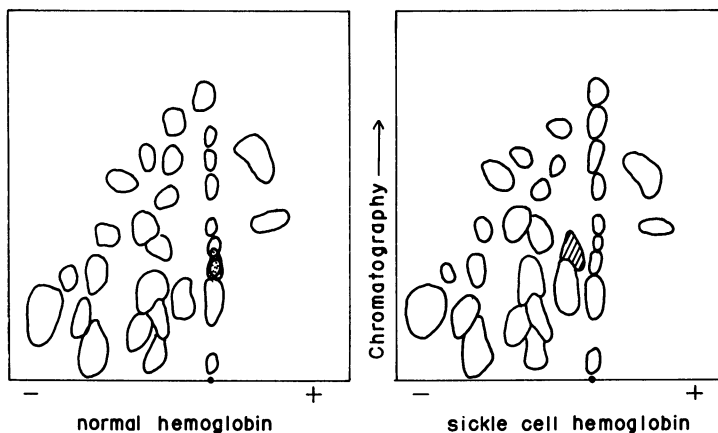 Chromatography
− +
− +
normal hemoglobin
sickle cell hemoglobin